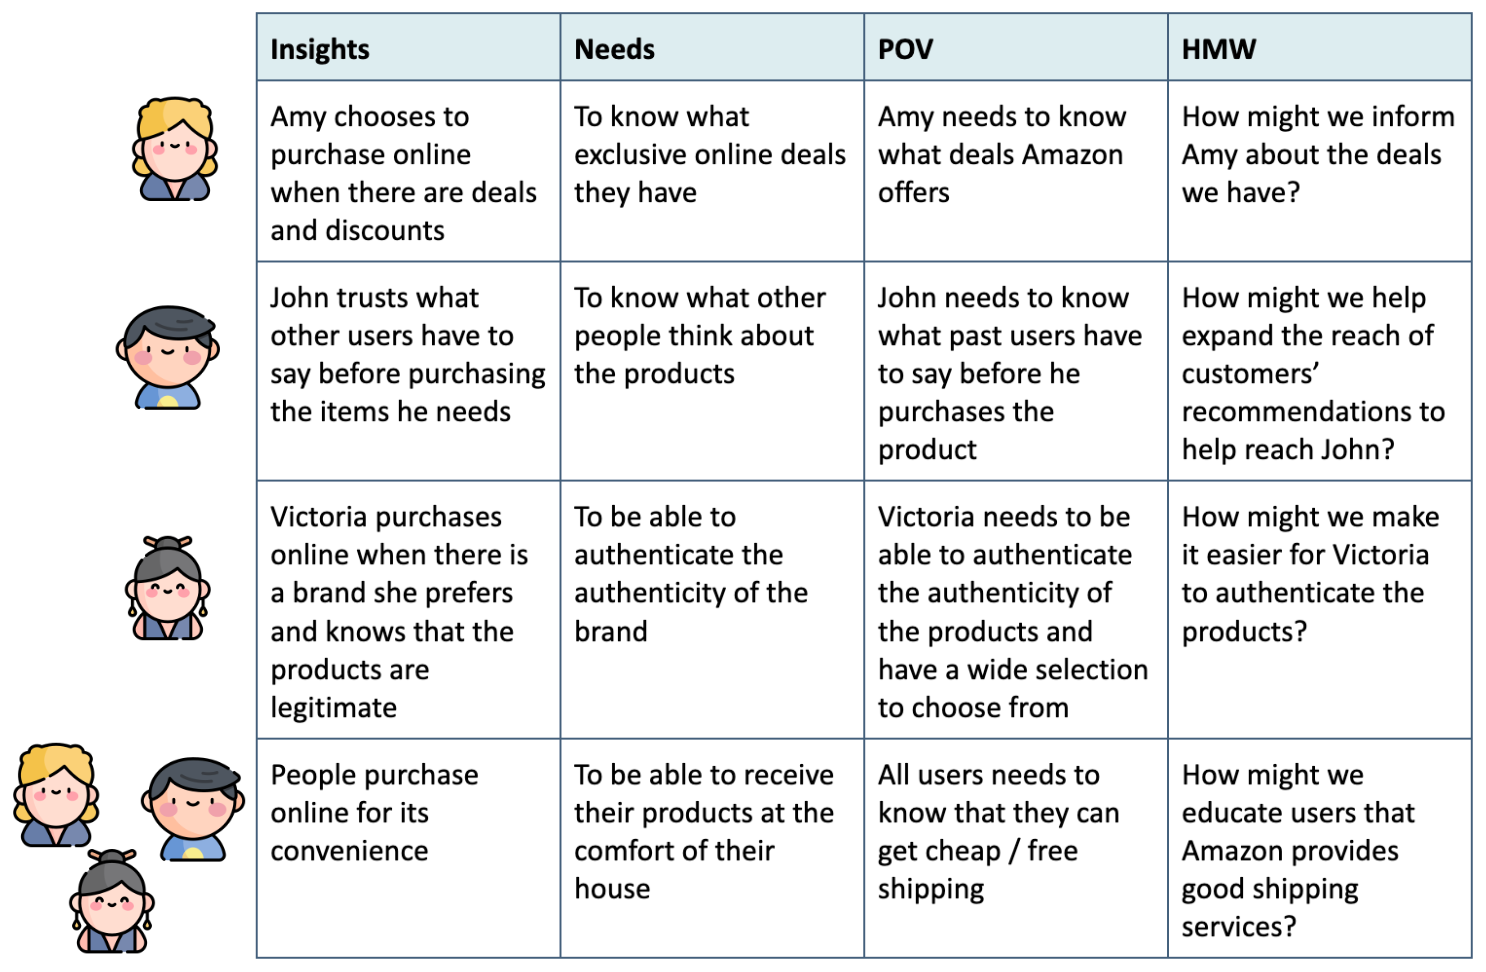 Insights
Needs
POV
HMW
Amy chooses to
purchase online
when there are deals
and discounts
To know what
exclusive online deals
they have
Amy needs to know
what deals Amazon
offers
How might we inform
Amy about the deals
we have?
John trusts what
other users have to
say before purchasing
the items he needs
To know what other
people think about
the products
John needs to know
what past users have
to say before he
purchases the
product
How might we help
expand the reach of
customers’
recommendations to
help reach John?
Victoria purchases
online when there is
a brand she prefers
and knows that the
products are
legitimate
To be able to
authenticate the
authenticity of the
brand
Victoria needs to be
able to authenticate
the authenticity of
the products and
have a wide selection
to choose from
How might we make
it easier for Victoria
to authenticate the
products?
People purchase
online for its
convenience
To be able to receive
their products at the
comfort of their
house
All users needs to
know that they can
get cheap / free
shipping
How might we
educate users that
Amazon provides
good shipping
services?